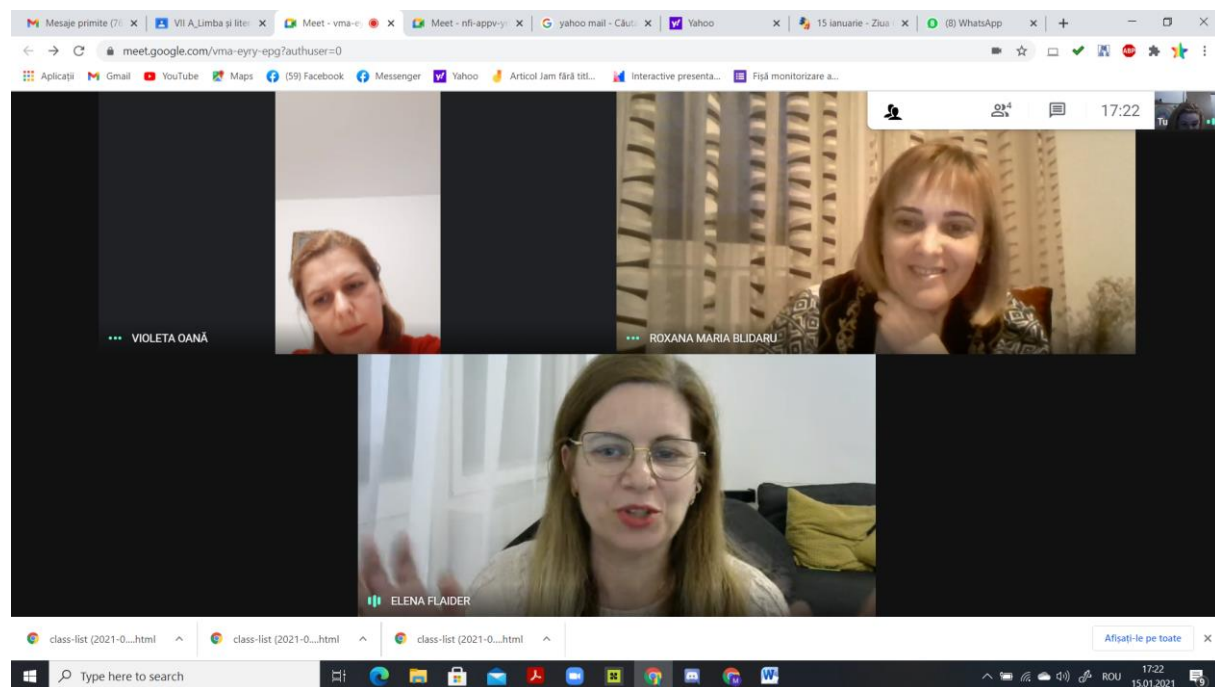 Mesaje primite (76
VII A_Limba și liter
Meet - vma-ey
Meet - nfi-appv-y
yahoo mail - Căuta
Yahoo
15 ianuarie - Ziua
(8) WhatsApp
meet.google.com/vma-eyry-epg?authuser=0
Aplicații
Gmail
YouTube
Maps
(59) Facebook
Messenger
Yahoo
Articol Jam fără titl...
Interactive presenta...
Fișă monitorizare a...
4
17:22
Tu
VIOLETA OANĂ
ROXANA MARIA BLIDARU
ELENA FLAIDER
class-list (2021-0....html
class-list (2021-0....html
class-list (2021-0....html
Afișați-le pe toate
Type here to search
ROU
17:22
15.01.2021
9